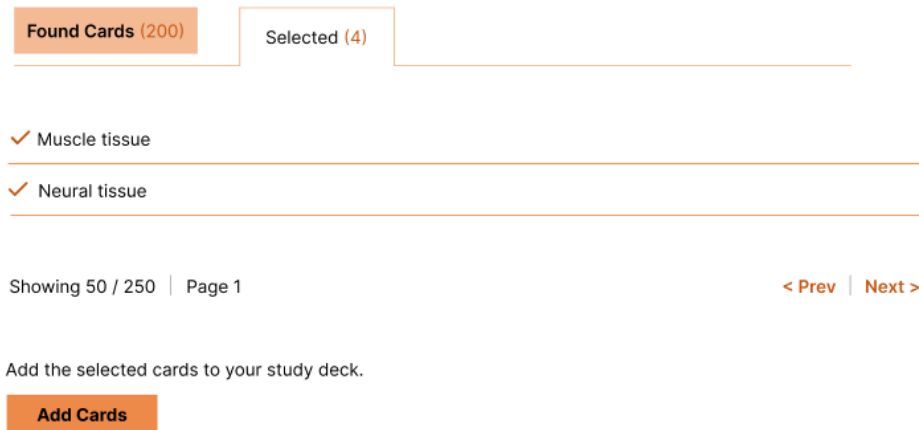 Found Cards (200)
Selected (4)
Muscle tissue
Neural tissue
Showing 50 / 250 | Page 1
< Prev | Next >
Add the selected cards to your study deck.
Add Cards